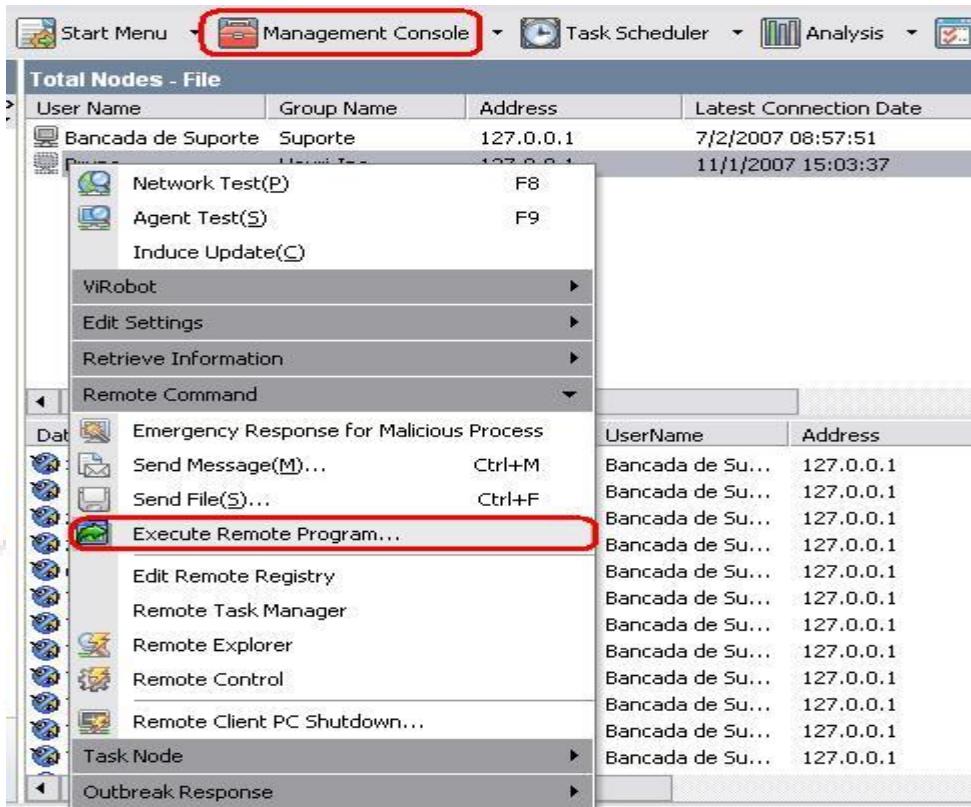 Start Menu Management Console Task Scheduler Analysis
Total Nodes - File
User Name Group Name Address Latest Connection Date
Bancada de Suporte Suporte 127.0.0.1 7/2/2007 08:57:51
127.0.0.1 11/1/2007 15:03:37
Network Test(P) F8
Agent Test(S) F9
Induce Update(C)
ViRobot
Edit Settings
Retrieve Information
Remote Command
Emergency Response for Malicious Process
Send Message(M)... Ctrl+M
Send File(S)... Ctrl+F
Execute Remote Program...
Edit Remote Registry
Remote Task Manager
Remote Explorer
Remote Control
Remote Client PC Shutdown...
Task Node
Outbreak Response
Dat UserName Address
Bancada de Su... 127.0.0.1
Bancada de Su... 127.0.0.1
Bancada de Su... 127.0.0.1
Bancada de Su... 127.0.0.1
Bancada de Su... 127.0.0.1
Bancada de Su... 127.0.0.1
Bancada de Su... 127.0.0.1
Bancada de Su... 127.0.0.1
Bancada de Su... 127.0.0.1
Bancada de Su... 127.0.0.1
Bancada de Su... 127.0.0.1
Bancada de Su... 127.0.0.1